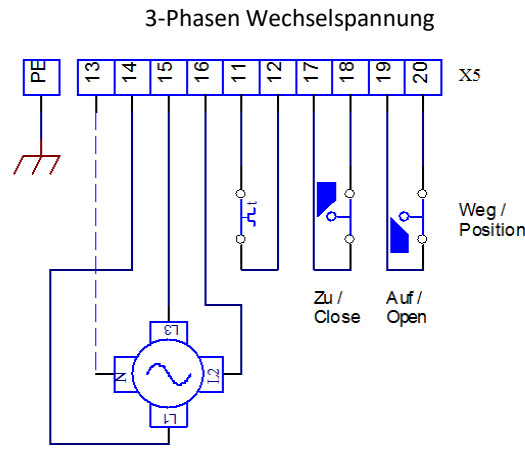 3-Phasen Wechselspannung
PE 13 14 15 16 11 12 17 18 19 20 X5
t
Weg /
Position
Zu / Auf /
Close Open
L3
N L2
L1